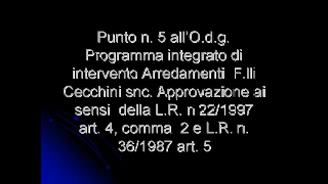 Punto n. 5 all'O.d.g.
Programma integrato di
intervento Arredamenti F.lli
Cecchini snc. Approvazione ai
sensi della L.R. n 22/1997
art. 4, comma 2 e L.R. n.
36/1987 art. 5